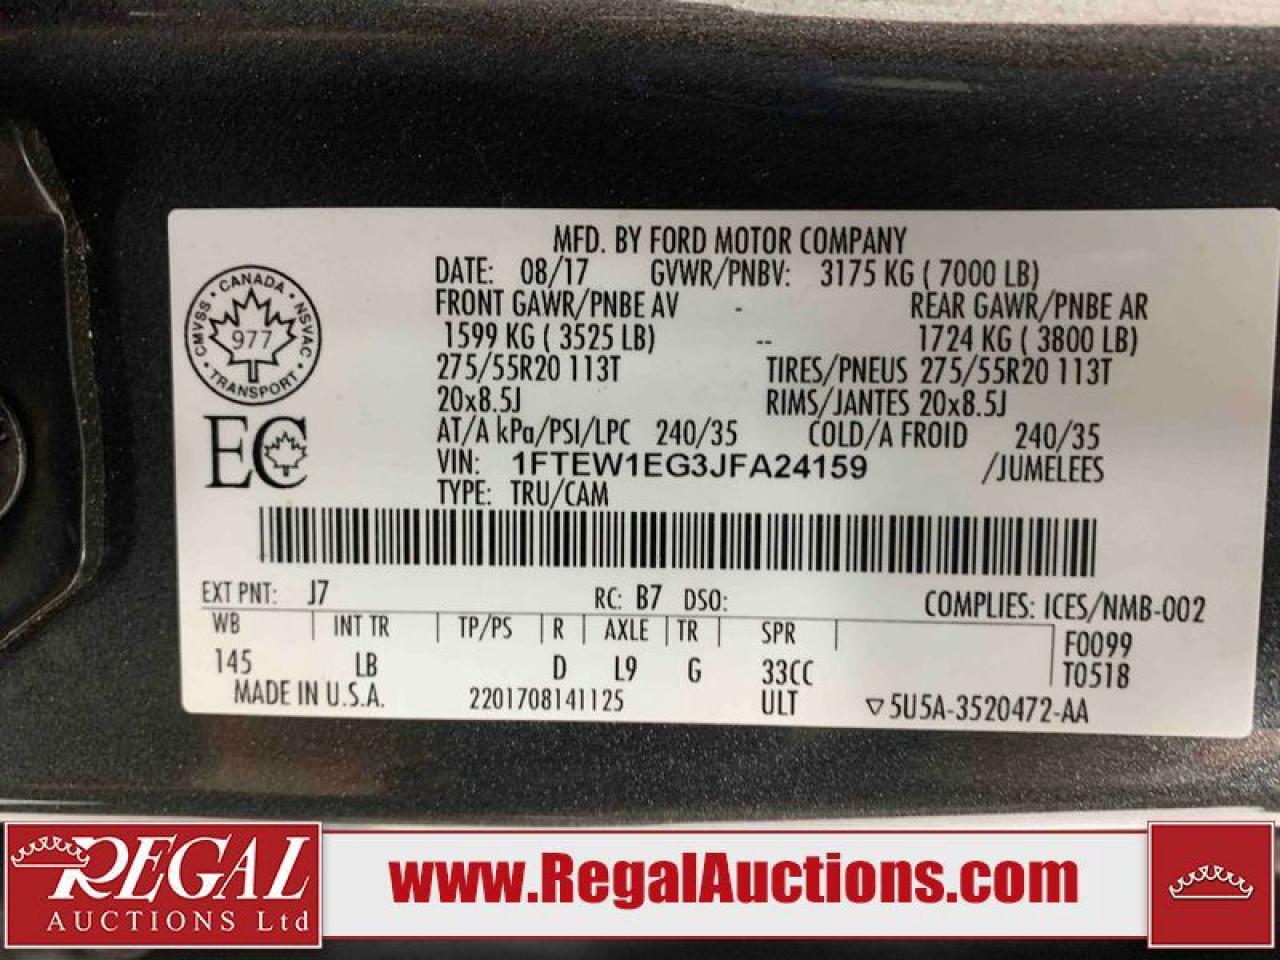 MFD. BY FORD MOTOR COMPANY
DATE: 08/17 GVWR/PNBV: 3175 KG ( 7000 LB)
FRONT GAWR/PNBE AV - REAR GAWR/PNBE AR
1599 KG ( 3525 LB) -- 1724 KG ( 3800 LB)
275/55R20 113T TIRES/PNEUS 275/55R20 113T
20x8.5J RIMS/JANTES 20x8.5J
AT/A kPa/PSI/LPC 240/35 COLD/A FROID 240/35
VIN: 1FTEW1EG3JFA24159 /JUMELEES
TYPE: TRU/CAM
CANADA
CMVSS NSVAC
977
TRANSPORT
EC
EXT PNT: J7 RC: B7 DSO: COMPLIES: ICES/NMB-002
WB INT TR TP/PS R AXLE TR SPR F0099
145 LB D L9 G 33CC T0518
MADE IN U.S.A. 2201708141125 ULT 5U5A-3520472-AA
REGAL
AUCTIONS Ltd
www.RegalAuctions.com